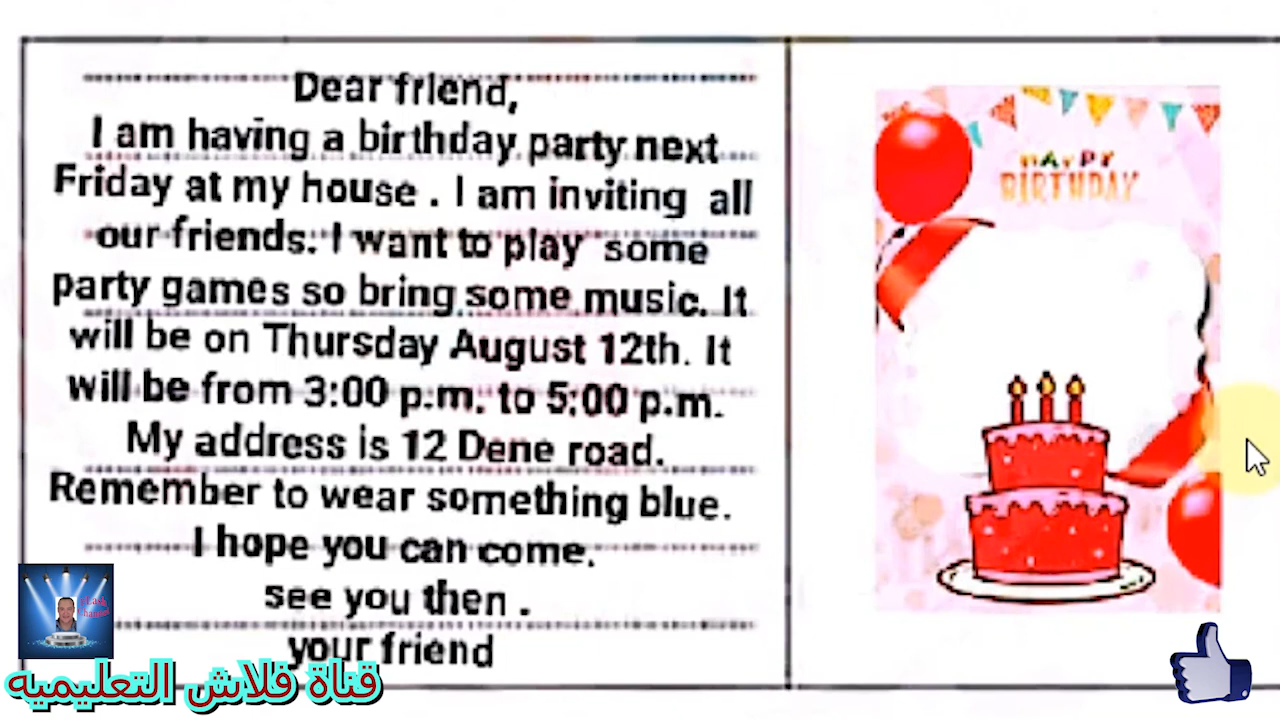 Dear friend,
I am having a birthday party next
Friday at my house . I am inviting all
our friends. I want to play some
party games so bring some music. It
will be on Thursday August 12th. It
will be from 3:00 p.m. to 5:00 p.m.
My address is 12 Dene road.
Remember to wear something blue.
I hope you can come.
see you then .
your friend
HAPPY
BIRTHDAY
قناة فلاش التعليميه